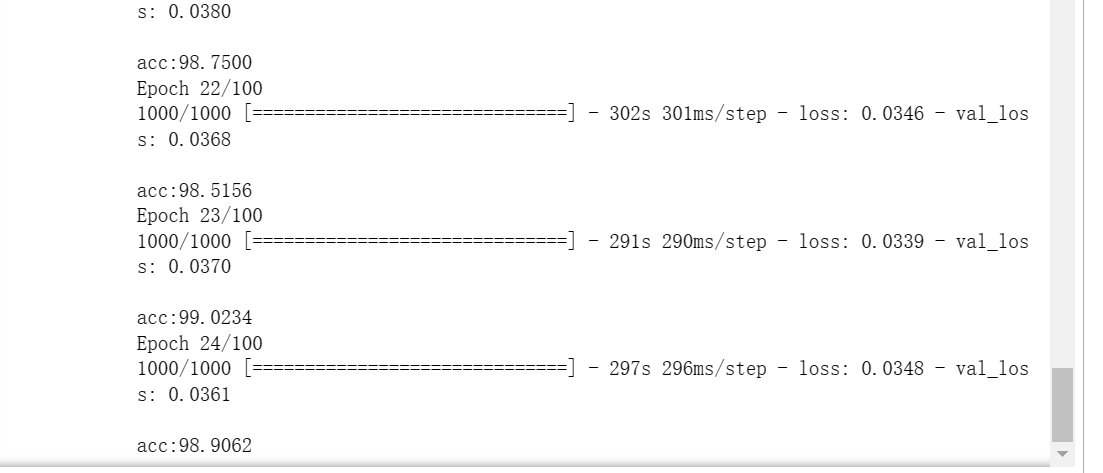 s: 0.0380
acc:98.7500
Epoch 22/100
1000/1000 [==============================] - 302s 301ms/step - loss: 0.0346 - val_los
s: 0.0368
acc:98.5156
Epoch 23/100
1000/1000 [==============================] - 291s 290ms/step - loss: 0.0339 - val_los
s: 0.0370
acc:99.0234
Epoch 24/100
1000/1000 [==============================] - 297s 296ms/step - loss: 0.0348 - val_los
s: 0.0361
acc:98.9062